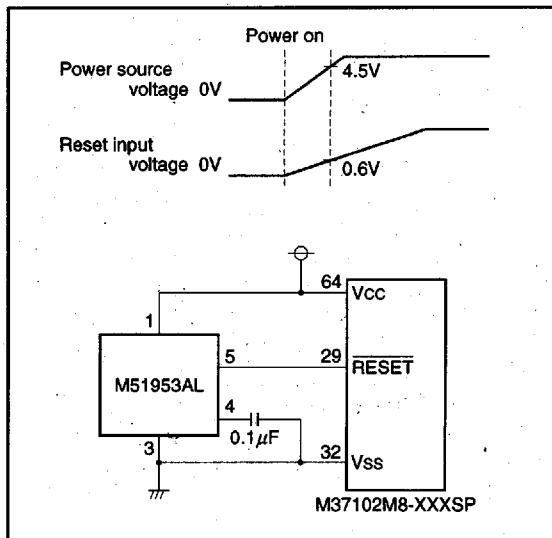 Power on
Power source
voltage 0V
4.5V
Reset input
voltage 0V
0.6V
64
Vcc
1
M51953AL
5
29
RESET
4
0.1μF
3
32
Vss
M37102M8-XXXSP